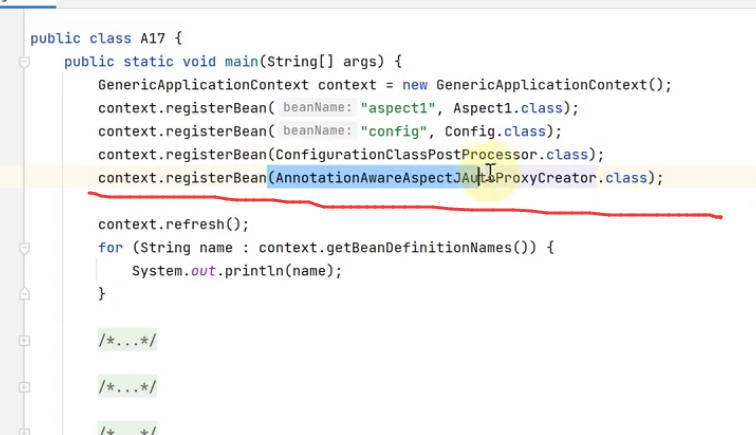 public class A17 {
public static void main(String[] args) {
GenericApplicationContext context = new GenericApplicationContext();
context.registerBean( beanName: "aspect1", Aspect1.class);
context.registerBean( beanName: "config", Config.class);
context.registerBean(ConfigurationClassPostProcessor.class);
context.registerBean(AnnotationAwareAspectJAutoProxyCreator.class);
context.refresh();
for (String name : context.getBeanDefinitionNames()) {
System.out.println(name);
}
/*...*/
/*...*/
/*...*/